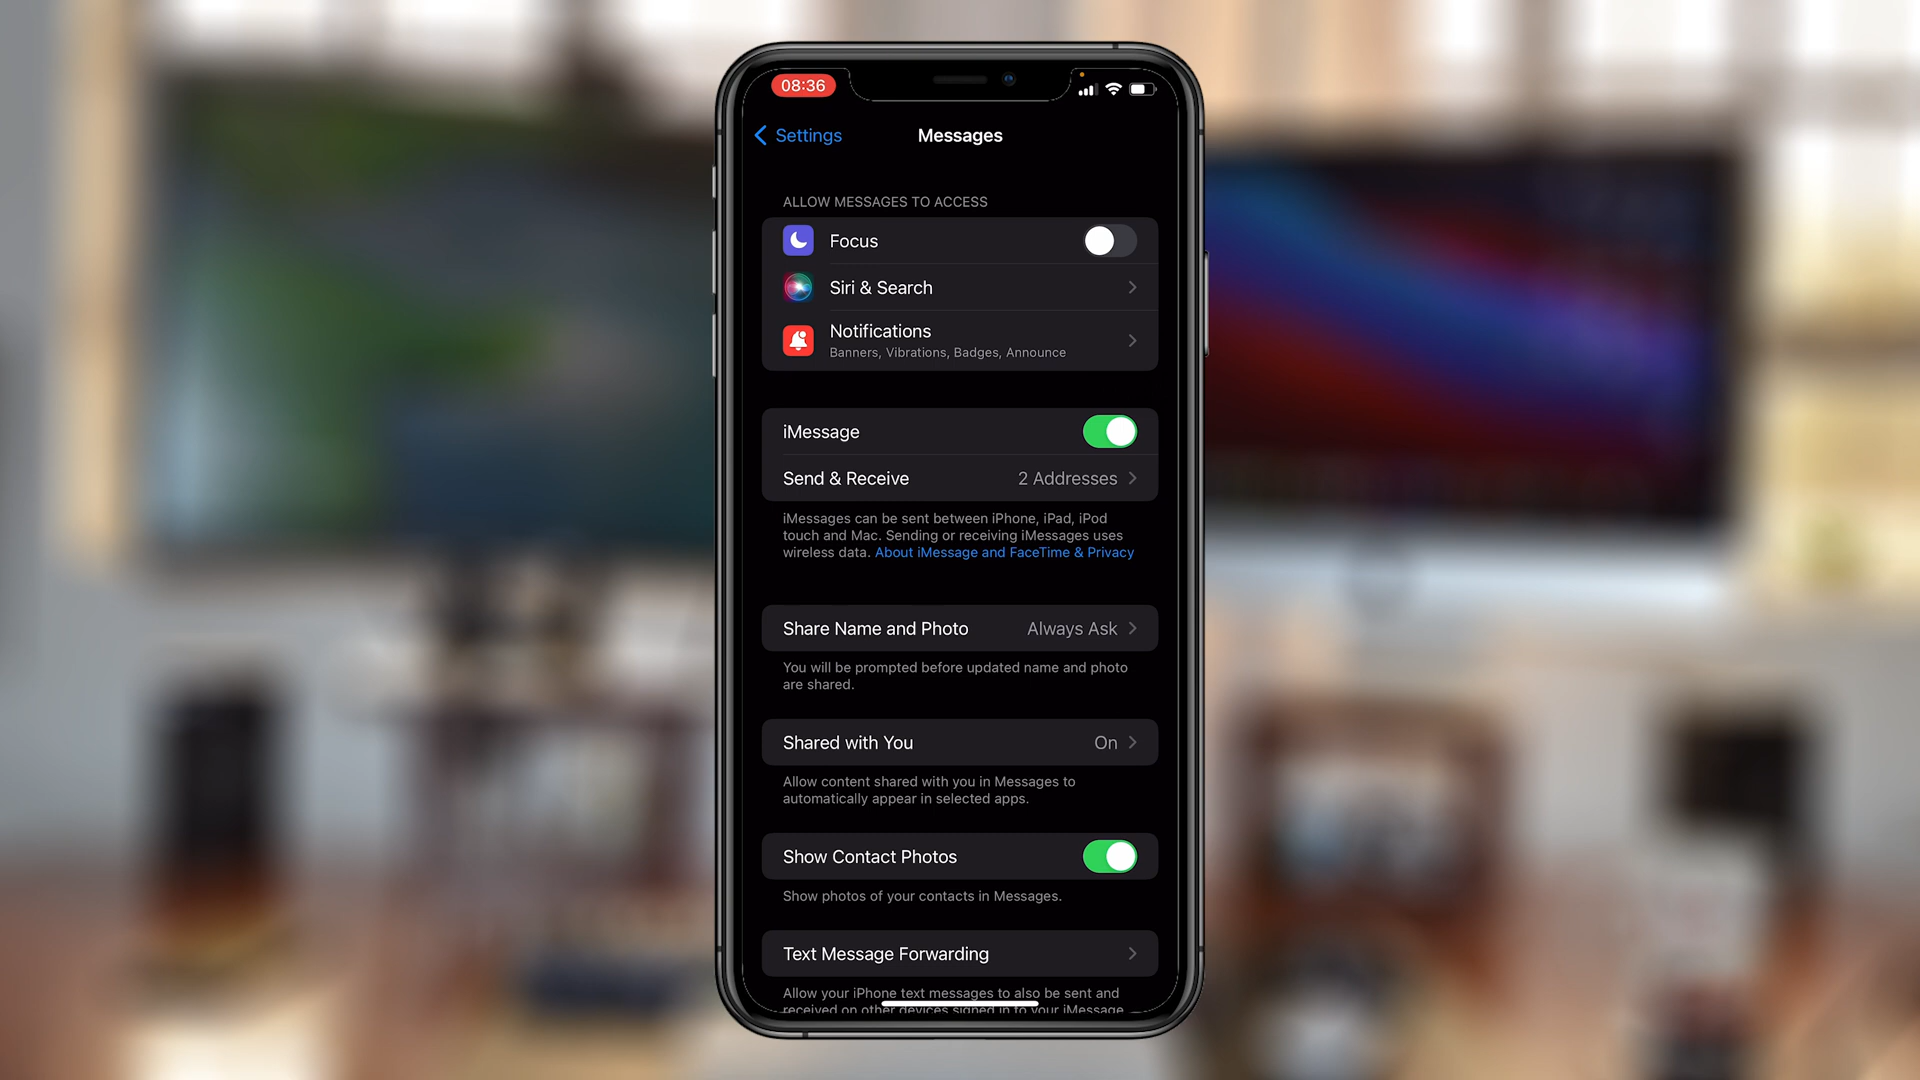 08:36
Settings
Messages
ALLOW MESSAGES TO ACCESS
Focus
Siri & Search
Notifications
Banners, Vibrations, Badges, Announce
iMessage
Send & Receive 2 Addresses
iMessages can be sent between iPhone, iPad, iPod
touch and Mac. Sending or receiving iMessages uses
wireless data. About iMessage and FaceTime & Privacy
Share Name and Photo Always Ask
You will be prompted before updated name and photo
are shared.
Shared with You On
Allow content shared with you in Messages to
automatically appear in selected apps.
Show Contact Photos
Show photos of your contacts in Messages.
Text Message Forwarding
Allow your iPhone text messages to also be sent and
received on other devices signed in to your iMessage